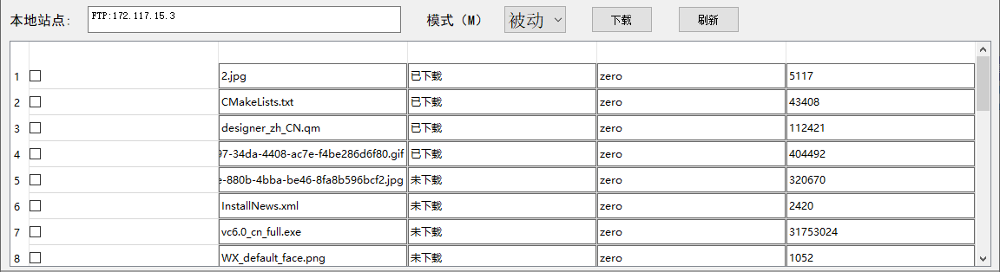 本地站点: FTP:172.117.15.3 模式（M） 被动 下载 刷新
1 2.jpg 已下载 zero 5117
2 CMakeLists.txt 已下载 zero 43408
3 designer_zh_CN.qm 已下载 zero 112421
4 97-34da-4408-ac7e-f4be286d6f80.gif 已下载 zero 404492
5 e-880b-4bba-be46-8fa8b596bcf2.jpg 未下载 zero 320670
6 InstallNews.xml 未下载 zero 2420
7 vc6.0_cn_full.exe 未下载 zero 31753024
8 WX_default_face.png 未下载 zero 1052